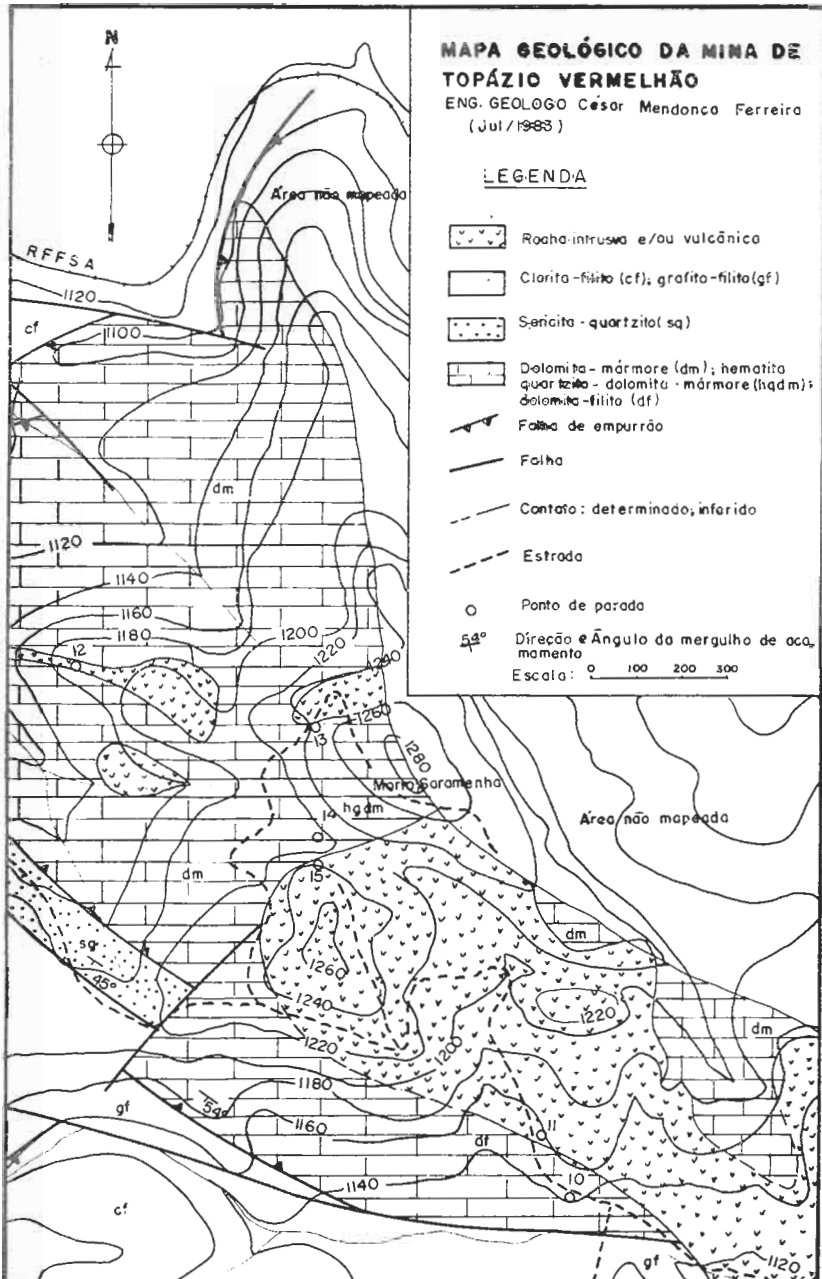 MAPA GEOLÓGICO DA MINA DE
TOPÁZIO VERMELHÃO
ENG. GEOLOGO César Mendonça Ferreira
(Jul/1983)
LEGENDA
Rocha intrusiva e/ou vulcânica
Clorita-filito (cf); grafito-filito (gf)
Sericita-quartzito (sq)
Dolomita-mármore (dm); hematita
quartzito-dolomita-mármore (hqdm);
dolomita-filito (df)
Falha de empurrão
Falha
Contato: determinado; inferido
Estrada
Ponto de parada
54° Direção e Ângulo do mergulho de aca-
mamento
Escala: 0 100 200 300
N
Área não mapeada
RFFSA
1120
cf
1100
dm
1120
1140
1160
1180
1200
12
1220
1240
1260
13
1280
Morro Saramenha
hqdm
14
Área não mapeada
15
dm
dm
sq
1260
45°
1240
1220
1220
dm
1200
1180
54°
gf
1160
11
df
10
1140
cf
gf
1120